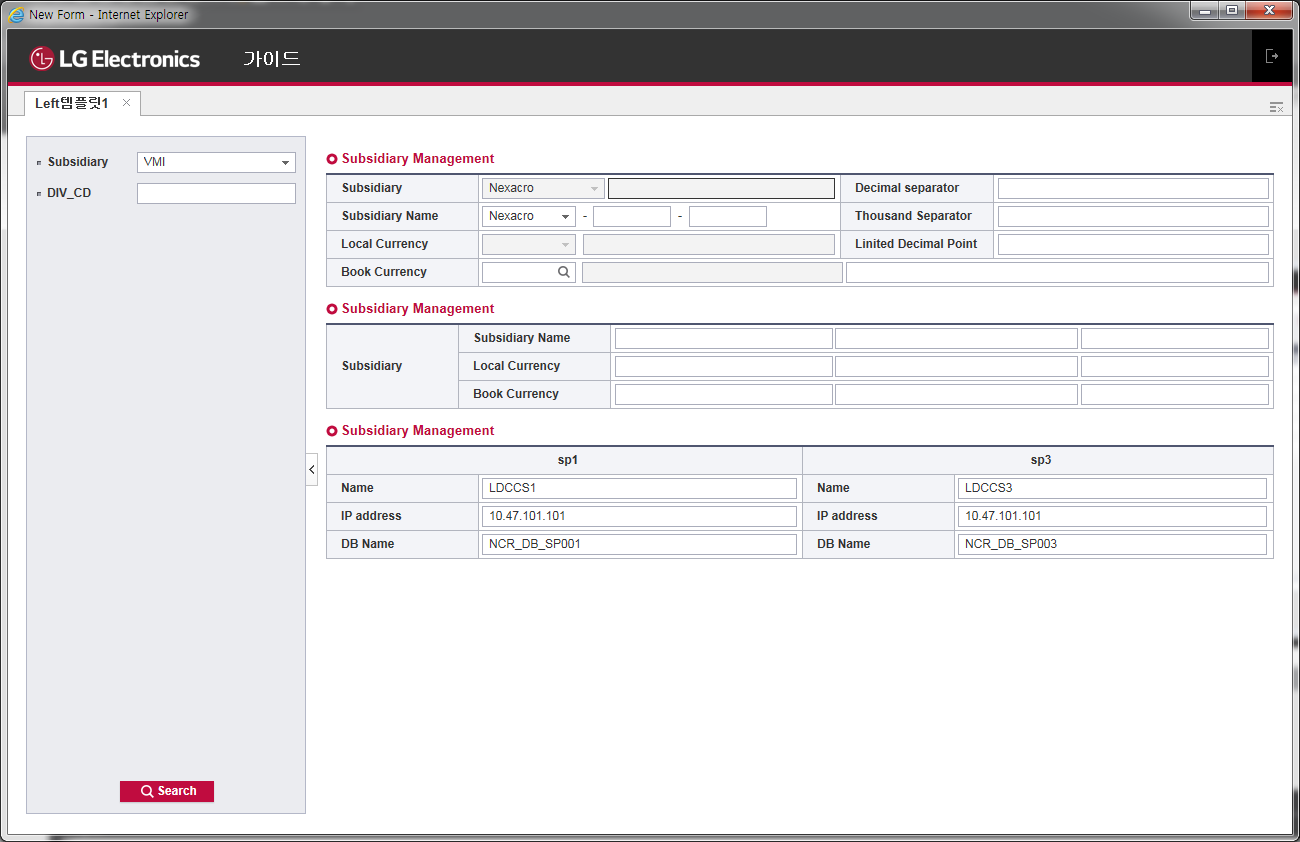 New Form - Internet Explorer
LG Electronics 가이드
Left템플릿1
Subsidiary VMI
DIV_CD
Search
Subsidiary Management
Subsidiary Nexacro Decimal separator
Subsidiary Name Nexacro - - Thousand Separator
Local Currency Linited Decimal Point
Book Currency
Subsidiary Management
Subsidiary
Subsidiary Name
Local Currency
Book Currency
Subsidiary Management
sp1 sp3
Name LDCCS1 Name LDCCS3
IP address 10.47.101.101 IP address 10.47.101.101
DB Name NCR_DB_SP001 DB Name NCR_DB_SP003